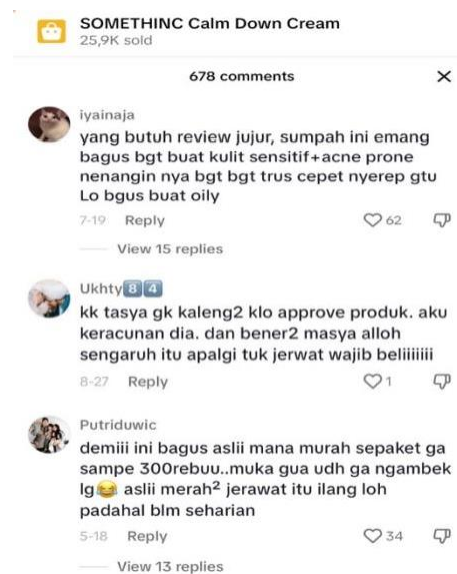 SOMETHINC Calm Down Cream
25,9K sold
678 comments
iyainaja
yang butuh review jujur, sumpah ini emang
bagus bgt buat kulit sensitif+acne prone
nenangin nya bgt bgt trus cepet nyerep gtu
Lo bgus buat oily
7-19 Reply 62
View 15 replies
Ukhty8️⃣4️⃣
kk tasya gk kaleng2 klo approve produk. aku
keracunan dia. dan bener2 masya alloh
sengaruh itu apalgi tuk jerwat wajib beliiiiiii
8-27 Reply 1
Putriduwic
demiii ini bagus aslii mana murah sepaket ga
sampe 300rebuu..muka gua udh ga ngambek
lg😂 aslii merah² jerawat itu ilang loh
padahal blm seharian
5-18 Reply 34
View 13 replies